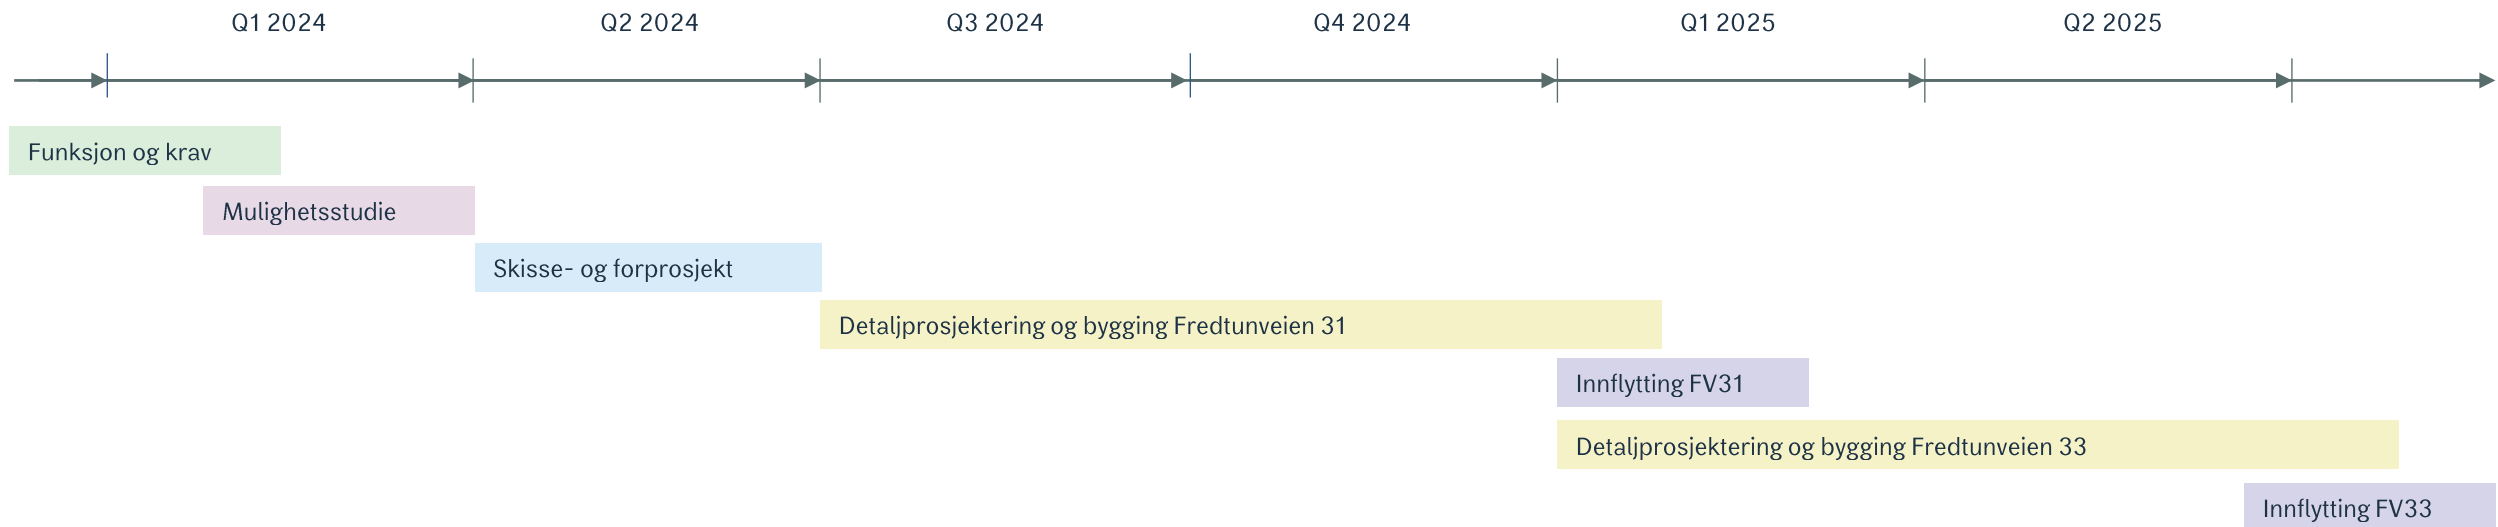 Q1 2024
Q2 2024
Q3 2024
Q4 2024
Q1 2025
Q2 2025
Funksjon og krav
Mulighetsstudie
Skisse- og forprosjekt
Detaljprosjektering og bygging Fredtunveien 31
Innflytting FV31
Detaljprosjektering og bygging Fredtunveien 33
Innflytting FV33